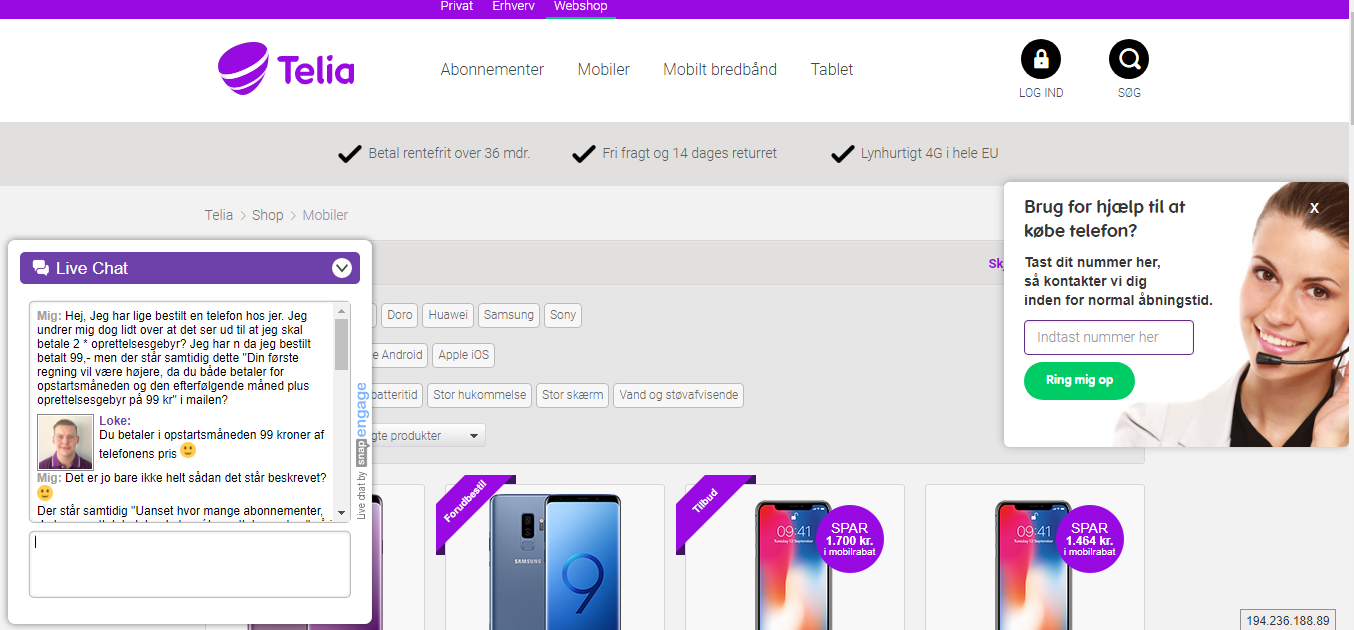 Privat Erhverv Webshop
Telia
Abonnementer Mobiler Mobilt bredbånd Tablet
LOG IND
SØG
Betal rentefrit over 36 mdr.
Fri fragt og 14 dages returret
Lynhurtigt 4G i hele EU
Telia > Shop > Mobiler
Brug for hjælp til at
købe telefon?
X
Tast dit nummer her,
så kontakter vi dig
inden for normal åbningstid.
Indtast nummer her
Ring mig op
Live Chat
Mig: Hej, Jeg har lige bestilt en telefon hos jer. Jeg
undrer mig dog lidt over at det ser ud til at jeg skal
betale 2 * oprettelsesgebyr? Jeg har n da jeg bestilt
betalt 99,- men der står samtidig dette "Din første
regning vil være højere, da du både betaler for
opstartsmåneden og den efterfølgende måned plus
oprettelsesgebyr på 99 kr" i mailen?
Loke:
Du betaler i opstartsmåneden 99 kroner af
telefonens pris
Mig: Det er jo bare ikke helt sådan det står beskrevet?
Der står samtidig "Uanset hvor mange abonnementer,
Live chat by snapengage
Doro Huawei Samsung Sony
Android Apple iOS
batteritid Stor hukommelse Stor skærm Vand og støvafvisende
produkter
Forudbestil
SAMSUNG
Tilbud
09:41
Tuesday 12 September
SPAR
1.700 kr.
i mobilrabat
09:41
Tuesday 12 September
SPAR
1.464 kr.
i mobilrabat
194.236.188.89